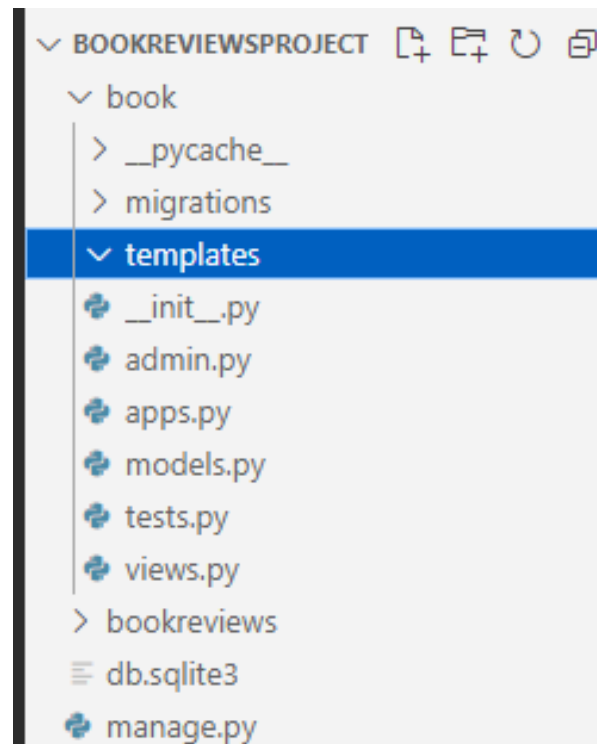 BOOKREVIEWSPROJECT
book
__pycache__
migrations
templates
__init__.py
admin.py
apps.py
models.py
tests.py
views.py
bookreviews
db.sqlite3
manage.py